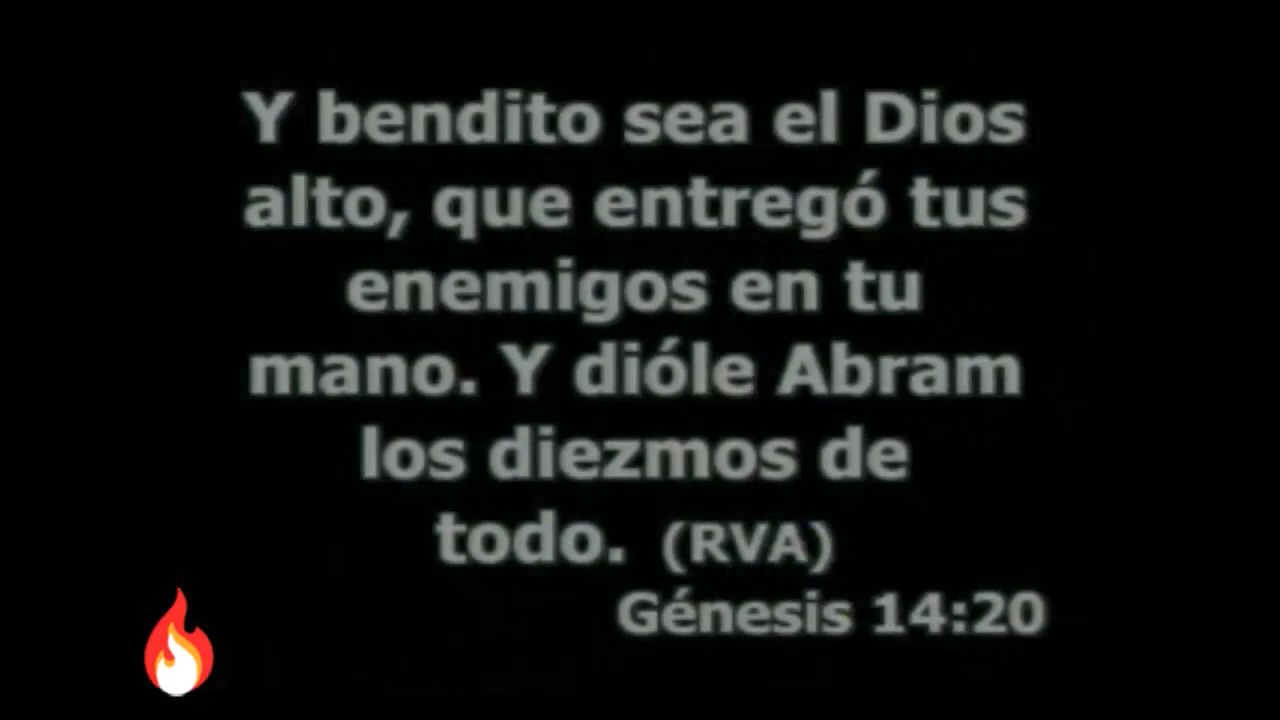 Y bendito sea el Dios
alto, que entregó tus
enemigos en tu
mano. Y dióle Abram
los diezmos de
todo. (RVA)
Génesis 14:20